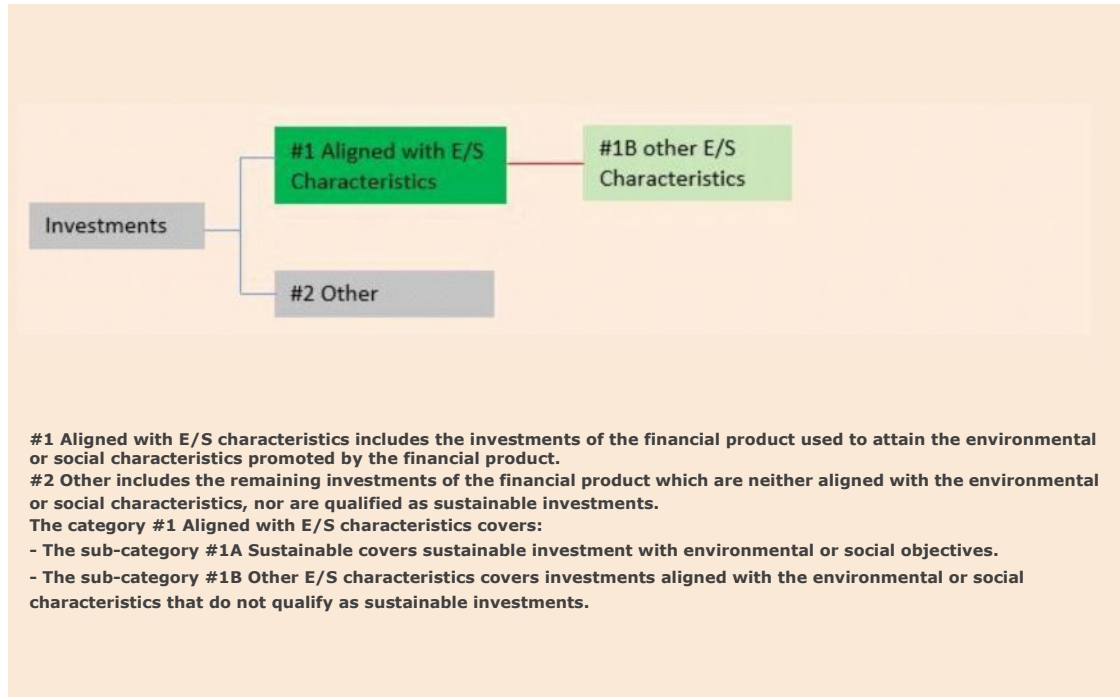 #1 Aligned with E/S
Characteristics
#1B other E/S
Characteristics
Investments
#2 Other
#1 Aligned with E/S characteristics includes the investments of the financial product used to attain the environmental
or social characteristics promoted by the financial product.
#2 Other includes the remaining investments of the financial product which are neither aligned with the environmental
or social characteristics, nor are qualified as sustainable investments.
The category #1 Aligned with E/S characteristics covers:
- The sub-category #1A Sustainable covers sustainable investment with environmental or social objectives.
- The sub-category #1B Other E/S characteristics covers investments aligned with the environmental or social
characteristics that do not qualify as sustainable investments.